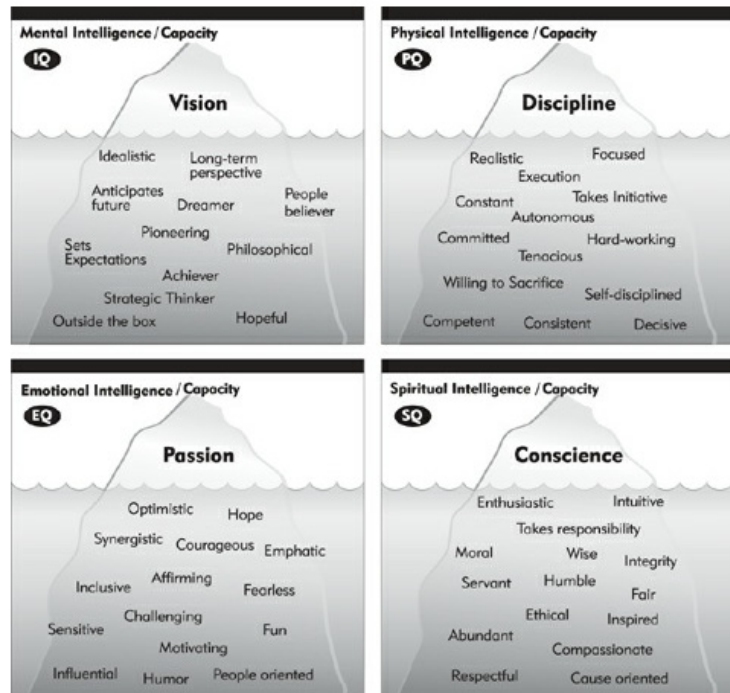 Mental Intelligence/Capacity
IQ
Vision
Idealistic
Long-term
perspective
Anticipates
future
Dreamer
People
believer
Pioneering
Sets
Expectations
Philosophical
Achiever
Strategic Thinker
Outside the box
Hopeful
Physical Intelligence/Capacity
PQ
Discipline
Realistic
Focused
Execution
Constant
Takes Initiative
Autonomous
Committed
Hard-working
Tenacious
Willing to Sacrifice
Self-disciplined
Competent
Consistent
Decisive
Emotional Intelligence/Capacity
EQ
Passion
Optimistic
Hope
Synergistic
Courageous
Emphatic
Inclusive
Affirming
Fearless
Challenging
Sensitive
Fun
Motivating
Influential
Humor
People oriented
Spiritual Intelligence/Capacity
SQ
Conscience
Enthusiastic
Intuitive
Takes responsibility
Moral
Wise
Integrity
Servant
Humble
Fair
Ethical
Inspired
Abundant
Compassionate
Respectful
Cause oriented